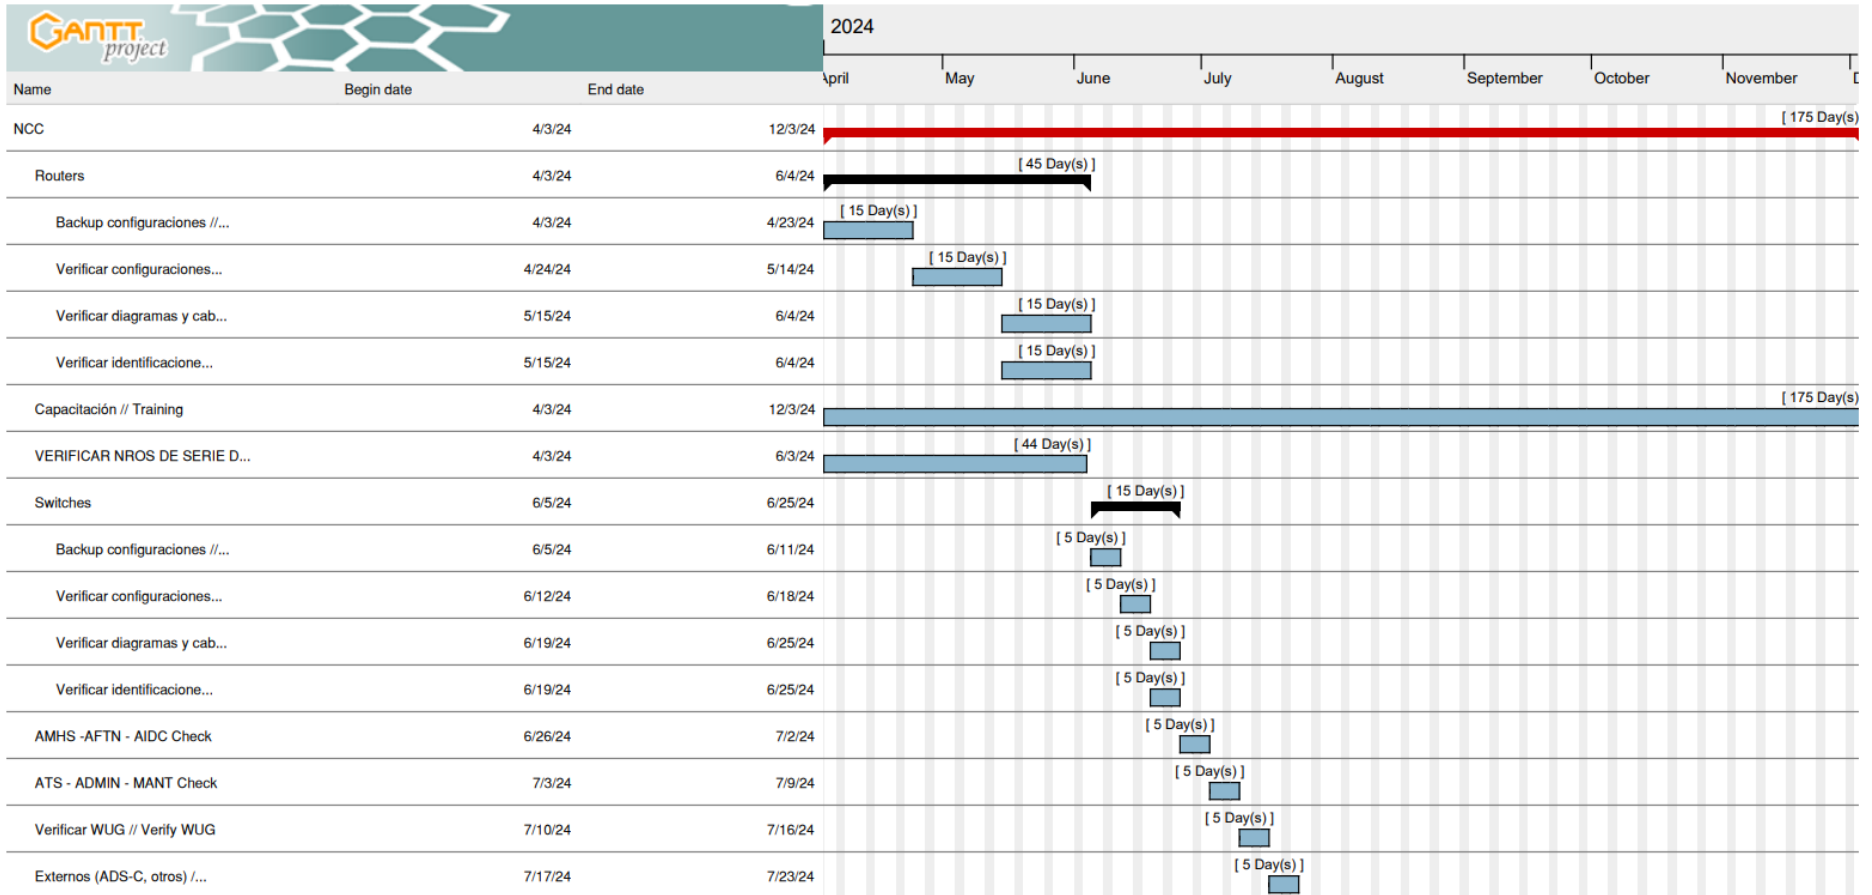 GANTT
project
2024
April May June July August September October November D
Name Begin date End date
[ 175 Day(s)
NCC 4/3/24 12/3/24
[ 45 Day(s) ]
Routers 4/3/24 6/4/24
[ 15 Day(s) ]
Backup configuraciones //... 4/3/24 4/23/24
[ 15 Day(s) ]
Verificar configuraciones... 4/24/24 5/14/24
[ 15 Day(s) ]
Verificar diagramas y cab... 5/15/24 6/4/24
[ 15 Day(s) ]
Verificar identificacione... 5/15/24 6/4/24
[ 175 Day(s)
Capacitación // Training 4/3/24 12/3/24
[ 44 Day(s) ]
VERIFICAR NROS DE SERIE D... 4/3/24 6/3/24
[ 15 Day(s) ]
Switches 6/5/24 6/25/24
[ 5 Day(s) ]
Backup configuraciones //... 6/5/24 6/11/24
[ 5 Day(s) ]
Verificar configuraciones... 6/12/24 6/18/24
[ 5 Day(s) ]
Verificar diagramas y cab... 6/19/24 6/25/24
[ 5 Day(s) ]
Verificar identificacione... 6/19/24 6/25/24
[ 5 Day(s) ]
AMHS -AFTN - AIDC Check 6/26/24 7/2/24
[ 5 Day(s) ]
ATS - ADMIN - MANT Check 7/3/24 7/9/24
[ 5 Day(s) ]
Verificar WUG // Verify WUG 7/10/24 7/16/24
[ 5 Day(s) ]
Externos (ADS-C, otros) /... 7/17/24 7/23/24